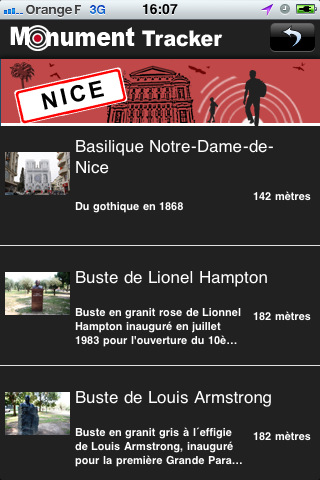 Orange F 3G 16:07
Monument Tracker
NICE
Basilique Notre-Dame-de-
Nice
142 mètres
Du gothique en 1868
Buste de Lionel Hampton
Buste en granit rose de Lionnel
Hampton inauguré en juillet
1983 pour l'ouverture du 10è...
182 mètres
Buste de Louis Armstrong
Buste en granit gris à l´effigie
de Louis Armstrong, inauguré
pour la première Grande Para...
182 mètres